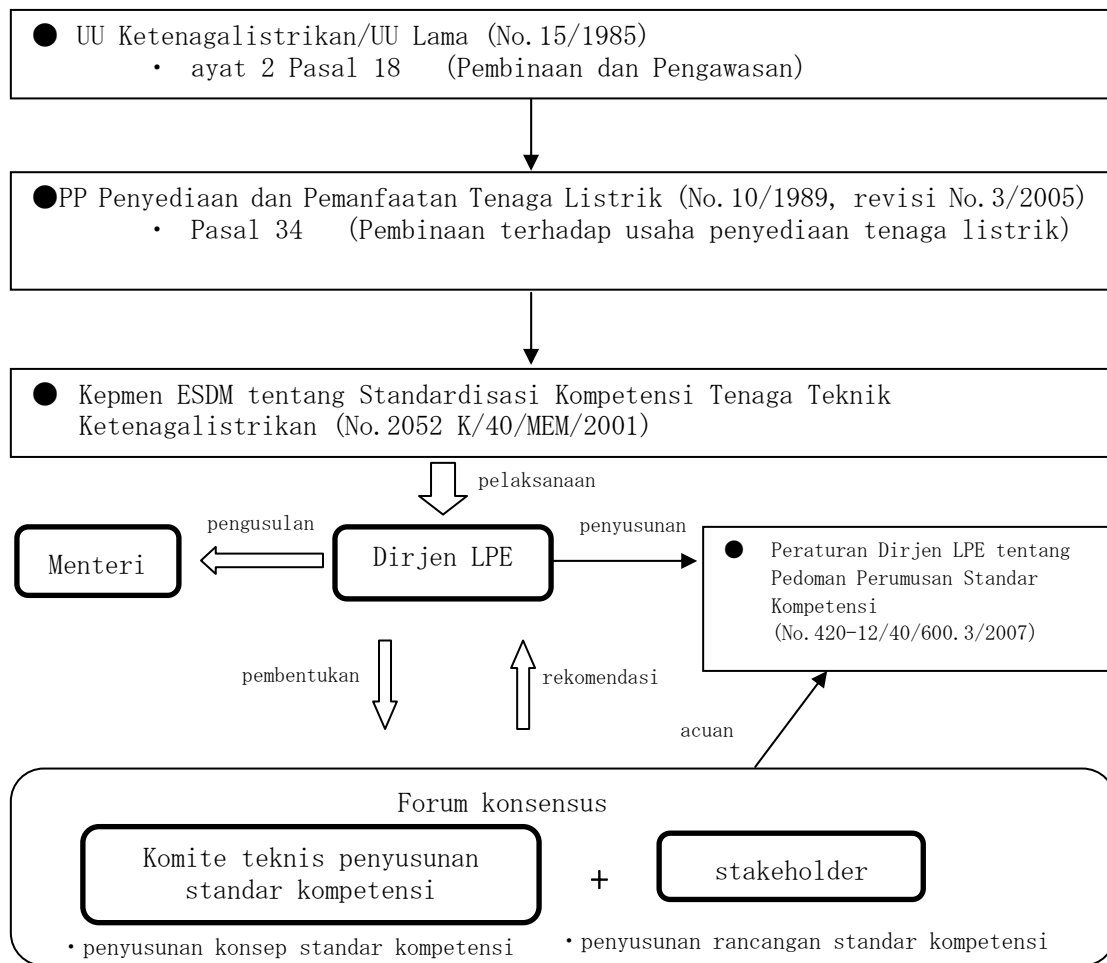 ● UU Ketenagalistrikan/UU Lama (No.15/1985)
・ ayat 2 Pasal 18 (Pembinaan dan Pengawasan)
●PP Penyediaan dan Pemanfaatan Tenaga Listrik (No.10/1989, revisi No.3/2005)
・ Pasal 34 (Pembinaan terhadap usaha penyediaan tenaga listrik)
● Kepmen ESDM tentang Standardisasi Kompetensi Tenaga Teknik
Ketenagalistrikan (No.2052 K/40/MEM/2001)
pelaksanaan
pengusulan
penyusunan
Menteri
Dirjen LPE
● Peraturan Dirjen LPE tentang
Pedoman Perumusan Standar
Kompetensi
(No.420-12/40/600.3/2007)
pembentukan
rekomendasi
acuan
Forum konsensus
Komite teknis penyusunan
standar kompetensi
+
stakeholder
・penyusunan konsep standar kompetensi
・penyusunan rancangan standar kompetensi